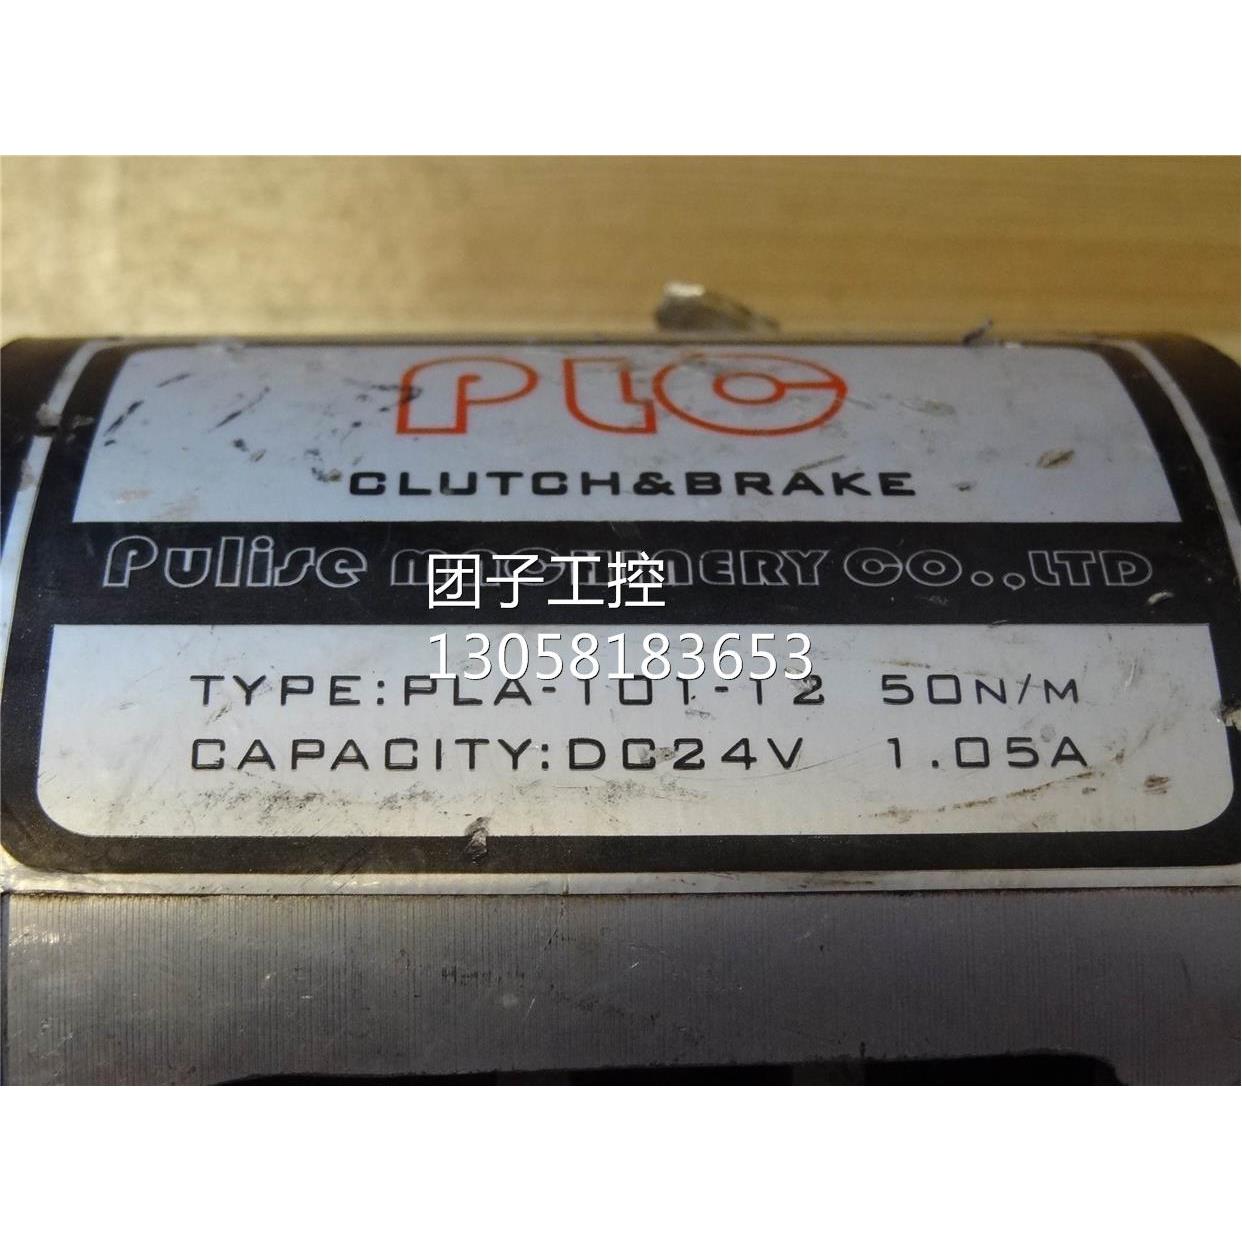 PLC
CLUTCH&BRAKE
Pulise MACHINERY CO.,LTD
团子工控
13058183653
TYPE:PLA-101-12 50N/M
CAPACITY:DC24V 1.05A